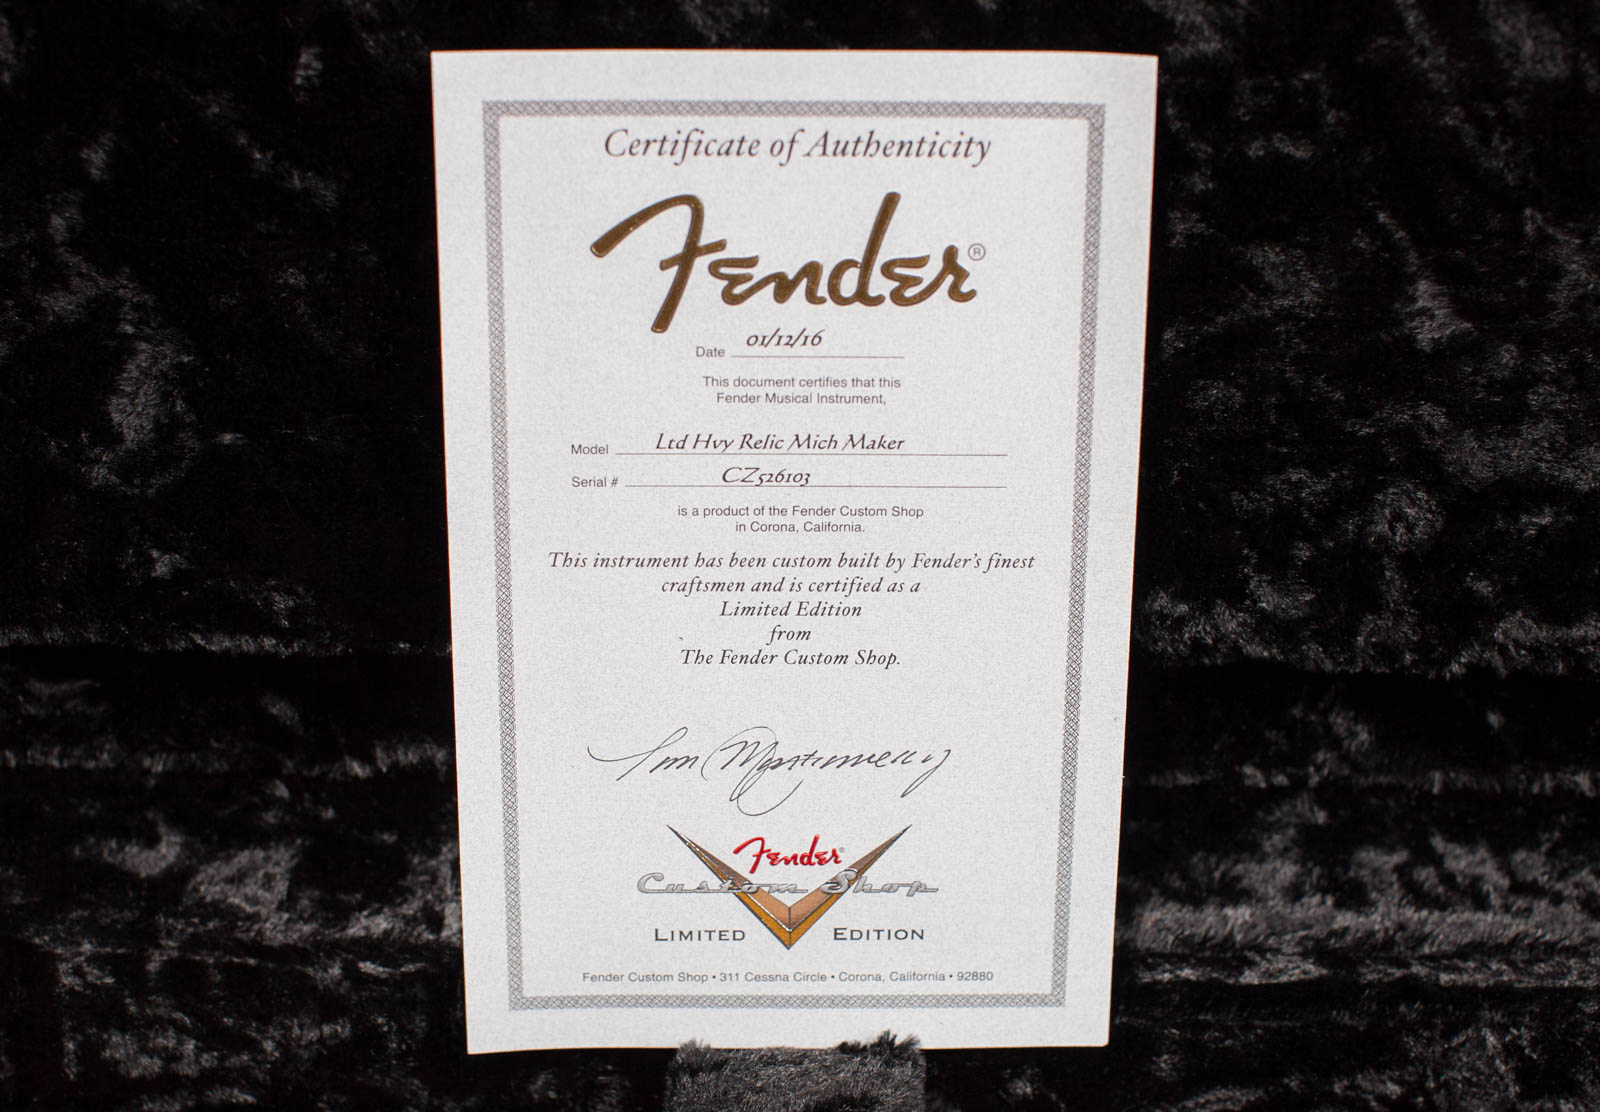 Certificate of Authenticity
Fender®
Date 01/12/16
This document certifies that this
Fender Musical Instrument,
Model Ltd Hvy Relic Mich Maker
Serial # CZ526103
is a product of the Fender Custom Shop
in Corona, California.
This instrument has been custom built by Fender's finest
craftsmen and is certified as a
Limited Edition
from
The Fender Custom Shop.
Fender®
Custom Shop
LIMITED EDITION
Fender Custom Shop • 311 Cessna Circle • Corona, California • 92880